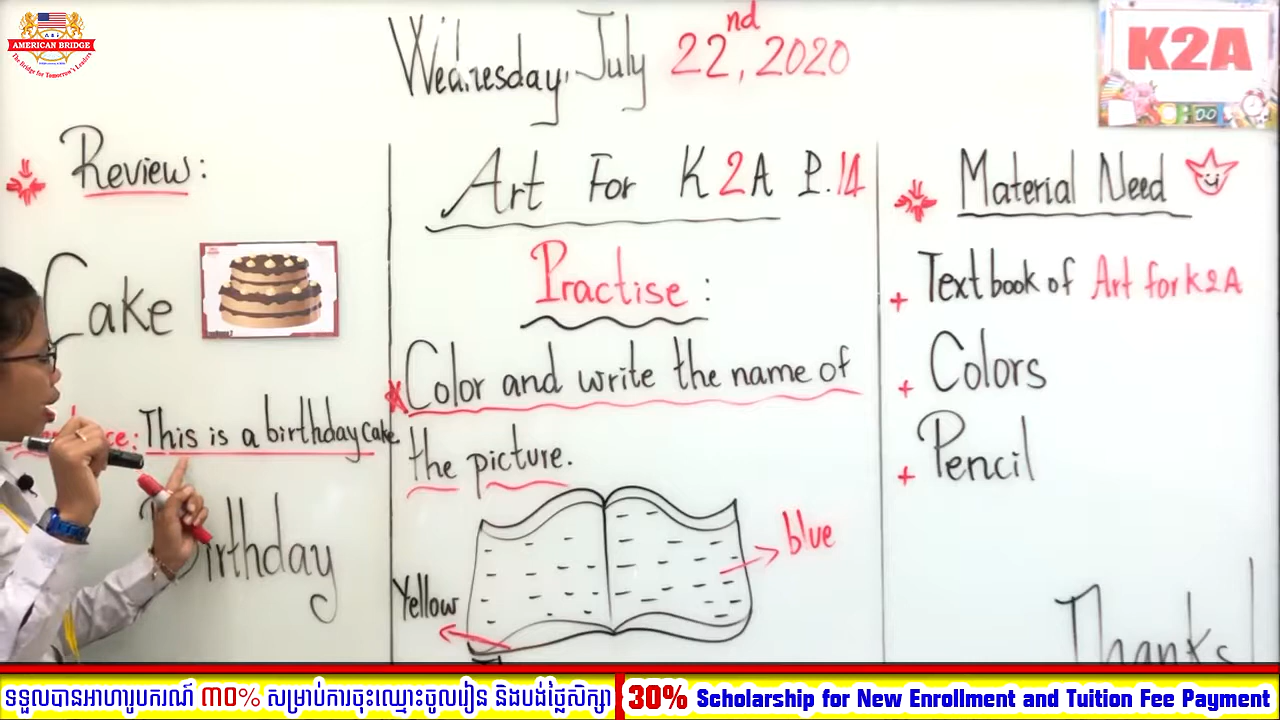 AMERICAN BRIDGE
The Bridge for Tomorrow's Leaders
Wednesday, July 22nd, 2020
K2A
Review:
Cake
This is a birthday cake.
Birthday
Art For K2A P.14
Practise:
Color and write the name of
the picture.
blue
Yellow
Material Need
+ Textbook of Art for K2A
+ Colors
+ Pencil
Thanks!
ទទួលបានអាហារូបករណ៍ ៣០% សម្រាប់ការចុះឈ្មោះចូលរៀន និងបង់ថ្លៃសិក្សា
30% Scholarship for New Enrollment and Tuition Fee Payment